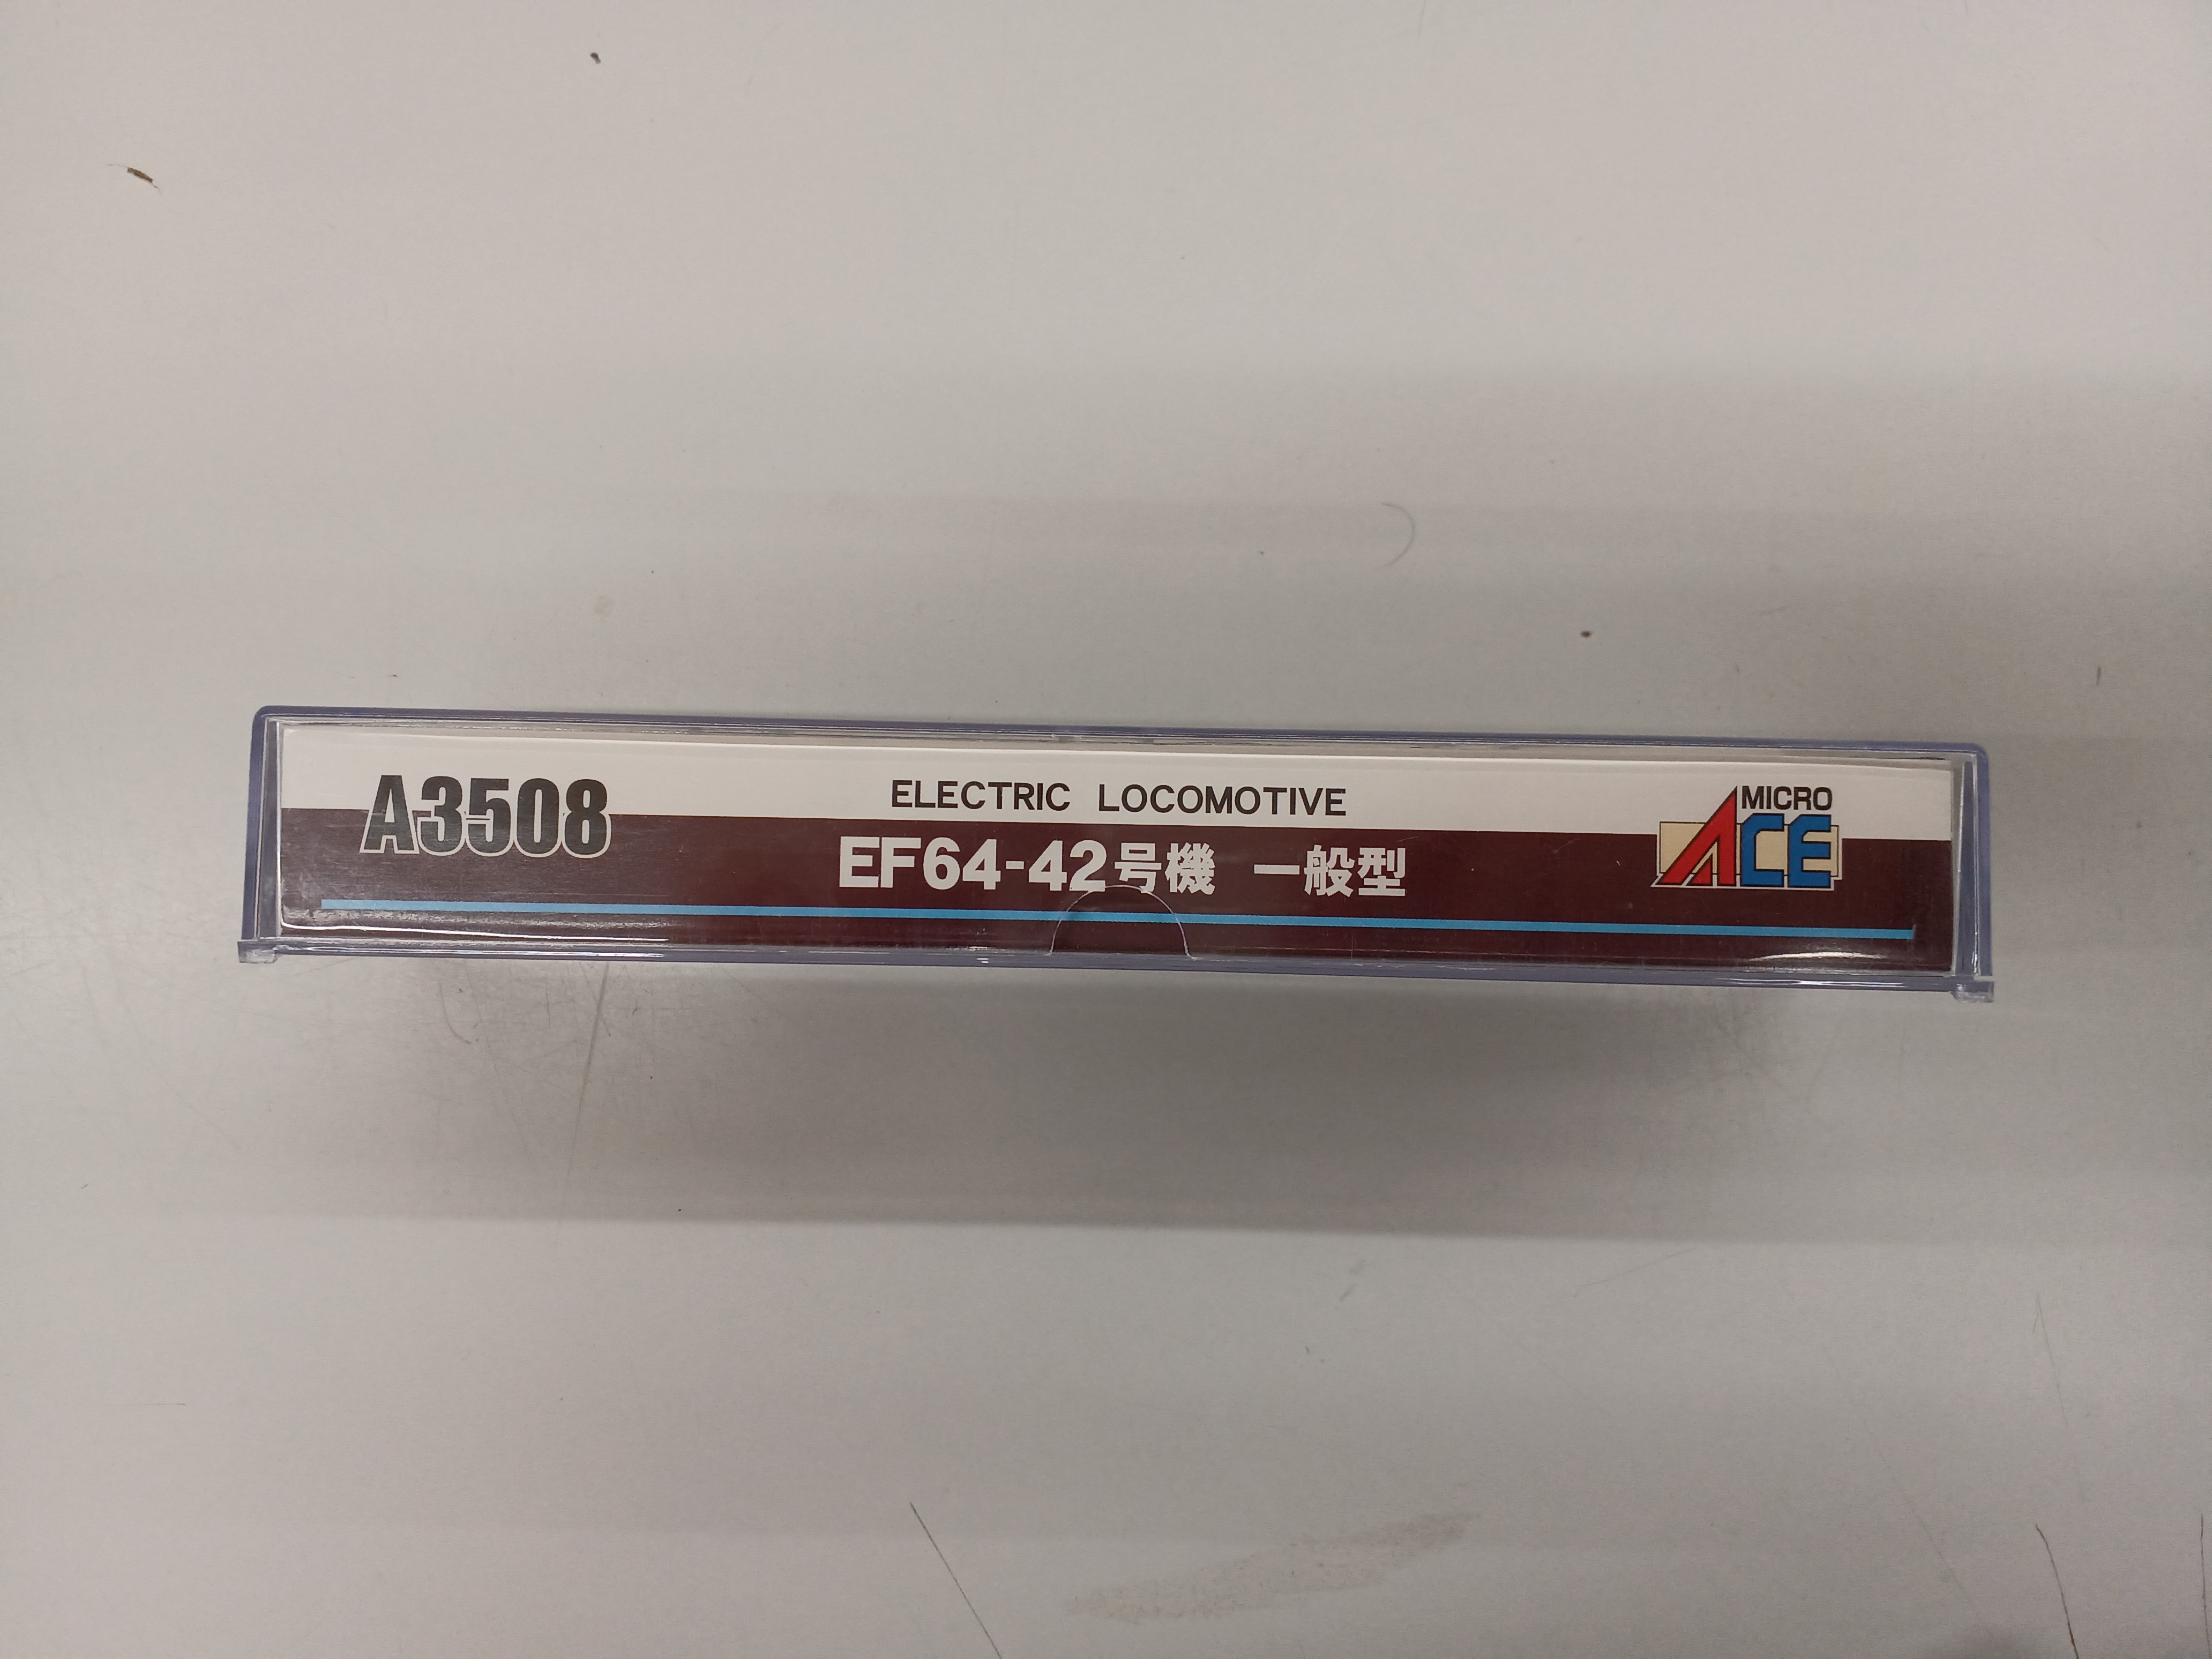 A3508
ELECTRIC LOCOMOTIVE
EF64-42号機 一般型
MICRO
ACE